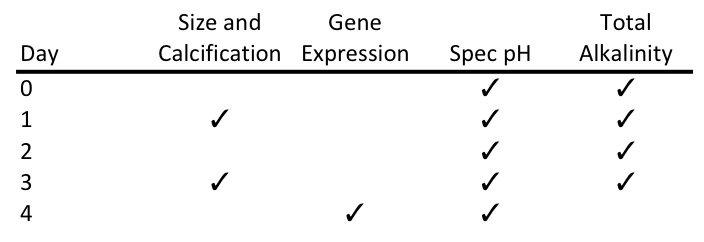 Size and Gene Total
Day Calcification Expression Spec pH Alkalinity
0 ✓ ✓
1 ✓ ✓ ✓
2 ✓ ✓
3 ✓ ✓ ✓
4 ✓ ✓